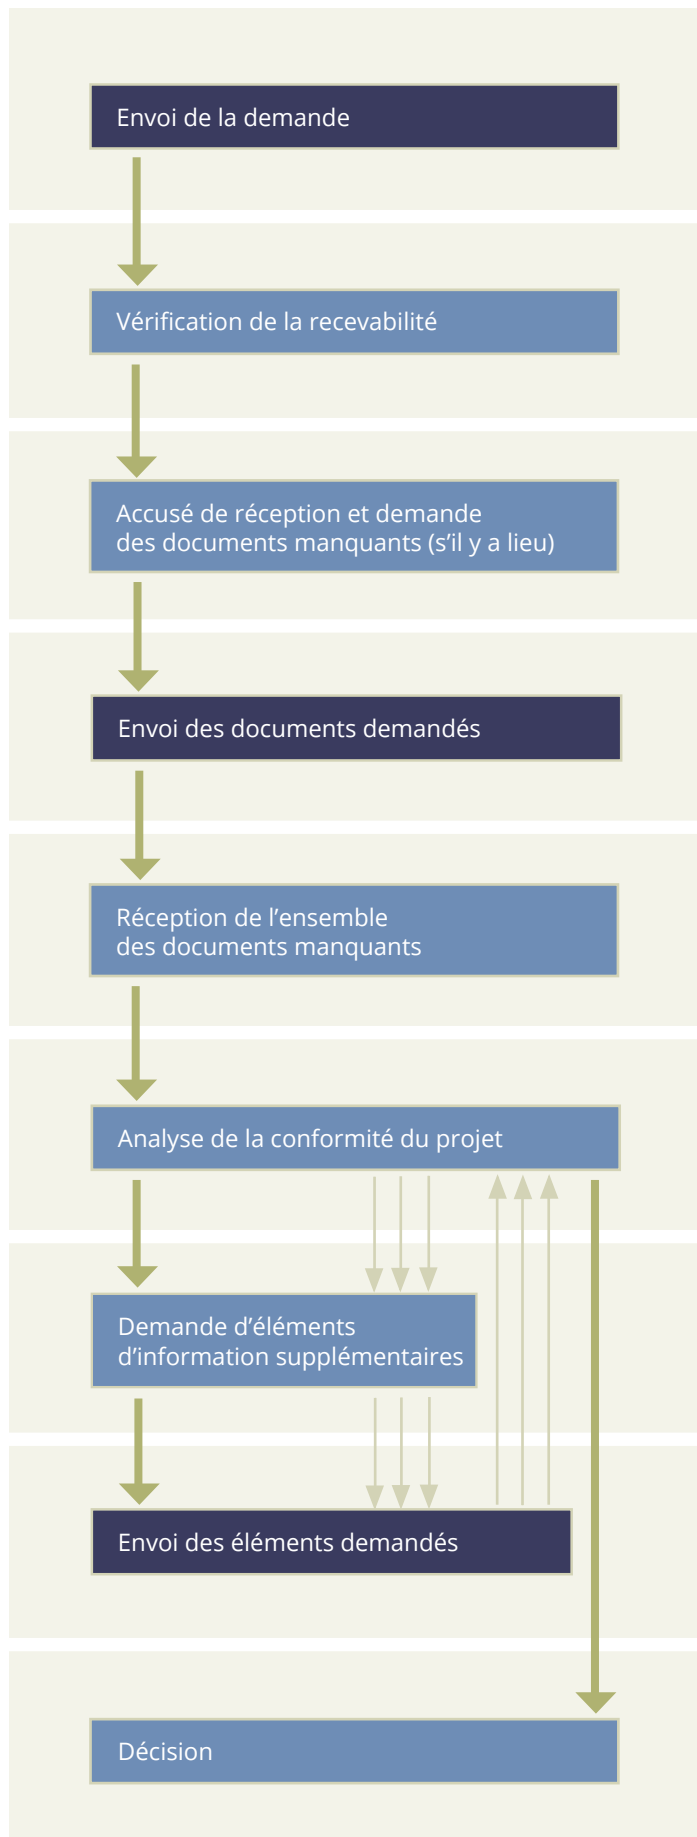 Envoi de la demande
Vérification de la recevabilité
Accusé de réception et demande
des documents manquants (s’il y a lieu)
Envoi des documents demandés
Réception de l’ensemble
des documents manquants
Analyse de la conformité du projet
Demande d’éléments
d’information supplémentaires
Envoi des éléments demandés
Décision